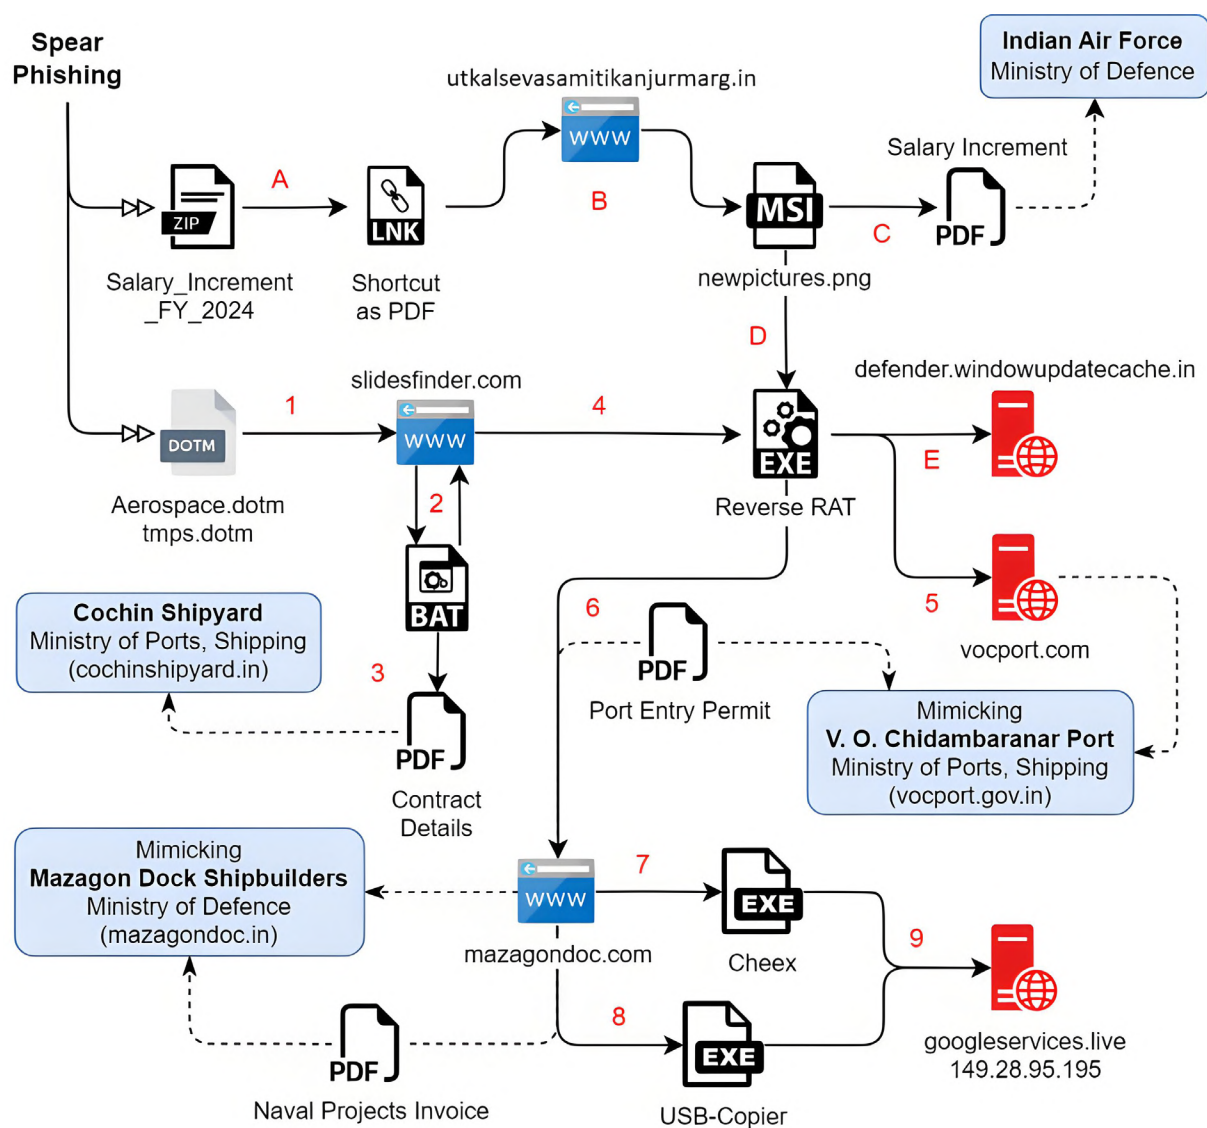 Spear
Phishing
utkalsevasamitikanjurmarg.in
Indian Air Force
Ministry of Defence
WWW
Salary Increment
A
ZIP
LNK
B
MSI
C
PDF
Salary_Increment
_FY_2024
Shortcut
as PDF
newpictures.png
D
slidesfinder.com
defender.windowupdatecache.in
1
4
DOTM
WWW
EXE
E
Aerospace.dotm
tmps.dotm
2
Reverse RAT
BAT
Cochin Shipyard
Ministry of Ports, Shipping
(cochinshipyard.in)
6
5
PDF
vocport.com
3
Port Entry Permit
PDF
Mimicking
V. O. Chidambaranar Port
Ministry of Ports, Shipping
(vocport.gov.in)
Contract
Details
Mimicking
Mazagon Dock Shipbuilders
Ministry of Defence
(mazagondoc.in)
WWW
7
EXE
mazagondoc.com
Cheex
9
8
PDF
EXE
googleservices.live
149.28.95.195
Naval Projects Invoice
USB-Copier